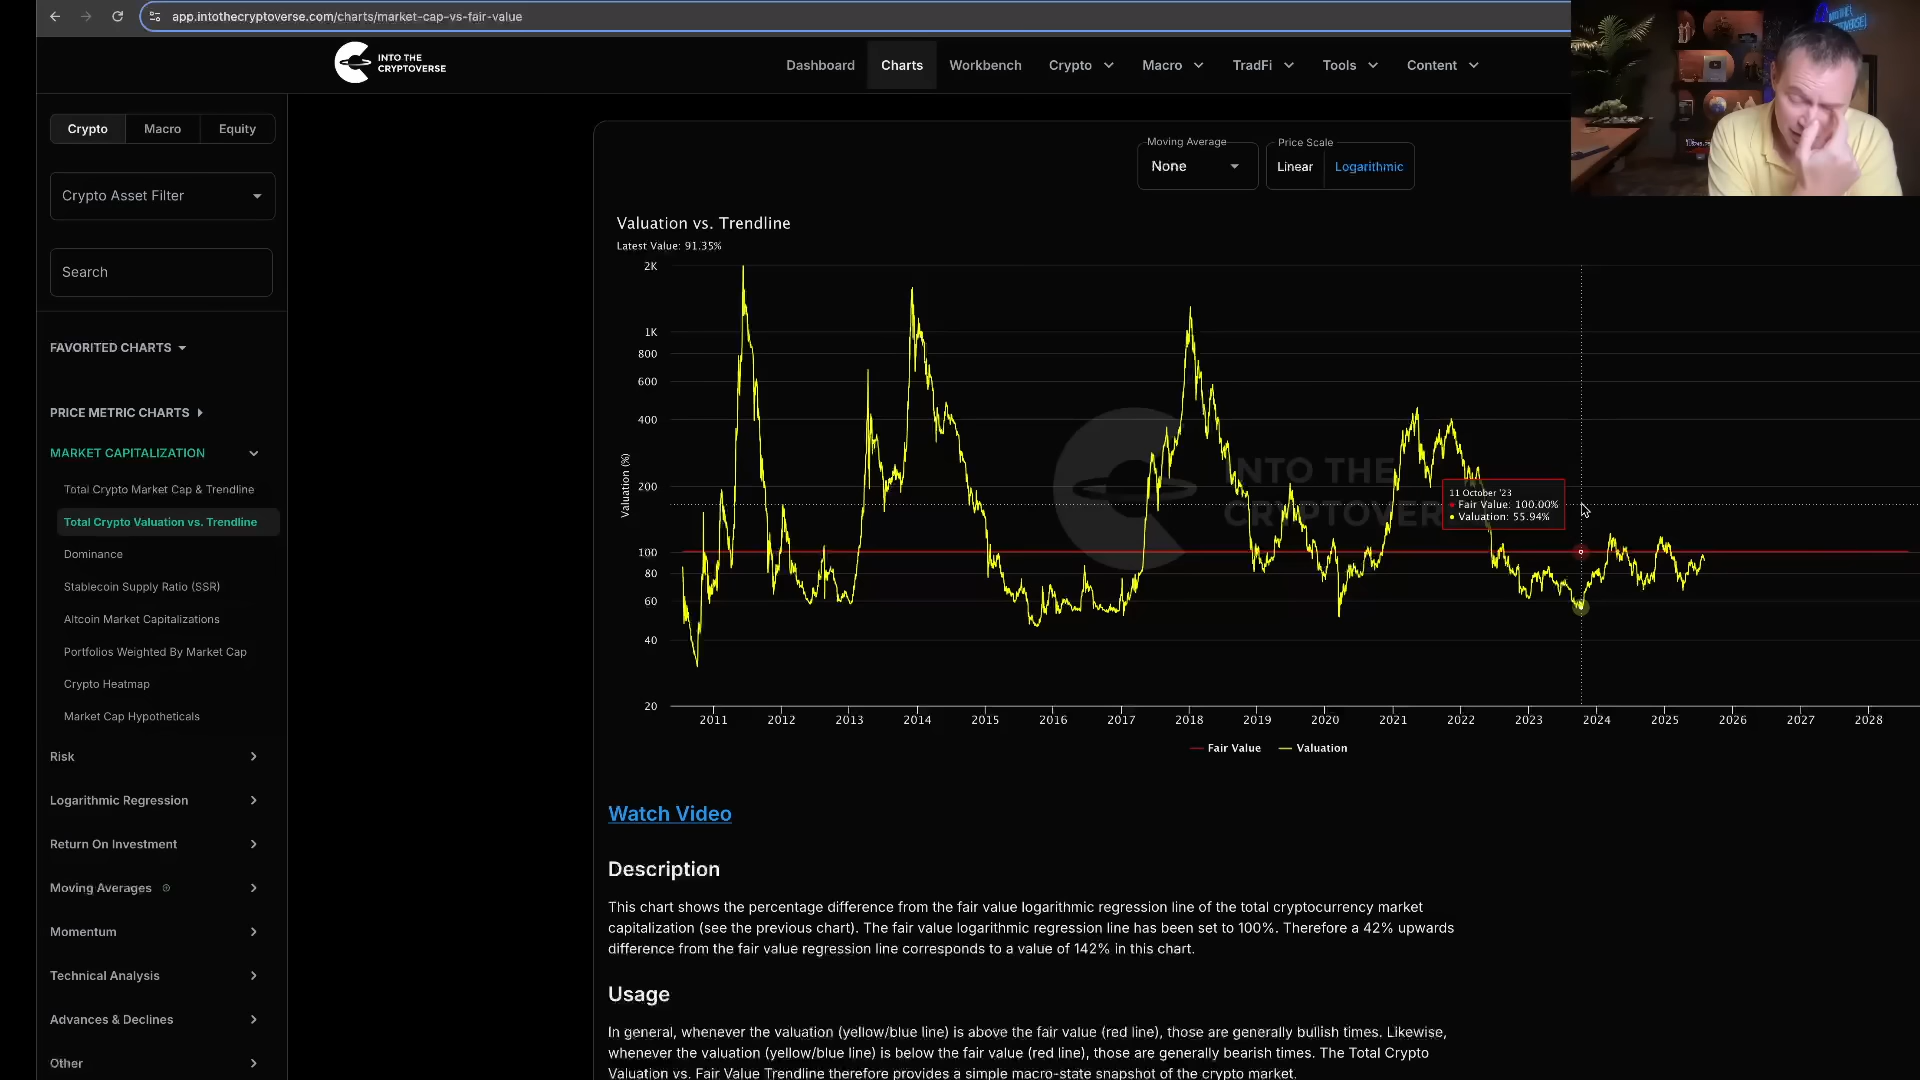 app.intothecryptoverse.com/charts/market-cap-vs-fair-value
INTO THE
CRYPTOVERSE
Dashboard
Charts
Workbench
Crypto
Macro
TradFi
Tools
Content
Crypto
Macro
Equity
Crypto Asset Filter
Search
FAVORITED CHARTS
PRICE METRIC CHARTS
MARKET CAPITALIZATION
Total Crypto Market Cap & Trendline
Total Crypto Valuation vs. Trendline
Dominance
Stablecoin Supply Ratio (SSR)
Altcoin Market Capitalizations
Portfolios Weighted By Market Cap
Crypto Heatmap
Market Cap Hypotheticals
Risk
Logarithmic Regression
Return On Investment
Moving Averages
Momentum
Technical Analysis
Advances & Declines
Other
Moving Average
None
Price Scale
Linear
Logarithmic
Valuation vs. Trendline
Latest Value: 91.35%
Valuation (%)
2K
1K
800
600
400
200
100
80
60
40
20
INTO THE
CRYPTOVERSE
11 October '23
Fair Value: 100.00%
Valuation: 55.94%
2011
2012
2013
2014
2015
2016
2017
2018
2019
2020
2021
2022
2023
2024
2025
2026
2027
2028
Fair Value
Valuation
Watch Video
Description
This chart shows the percentage difference from the fair value logarithmic regression line of the total cryptocurrency market
capitalization (see the previous chart). The fair value logarithmic regression line has been set to 100%. Therefore a 42% upwards
difference from the fair value regression line corresponds to a value of 142% in this chart.
Usage
In general, whenever the valuation (yellow/blue line) is above the fair value (red line), those are generally bullish times. Likewise,
whenever the valuation (yellow/blue line) is below the fair value (red line), those are generally bearish times. The Total Crypto
Valuation vs. Fair Value Trendline therefore provides a simple macro-state snapshot of the crypto market.